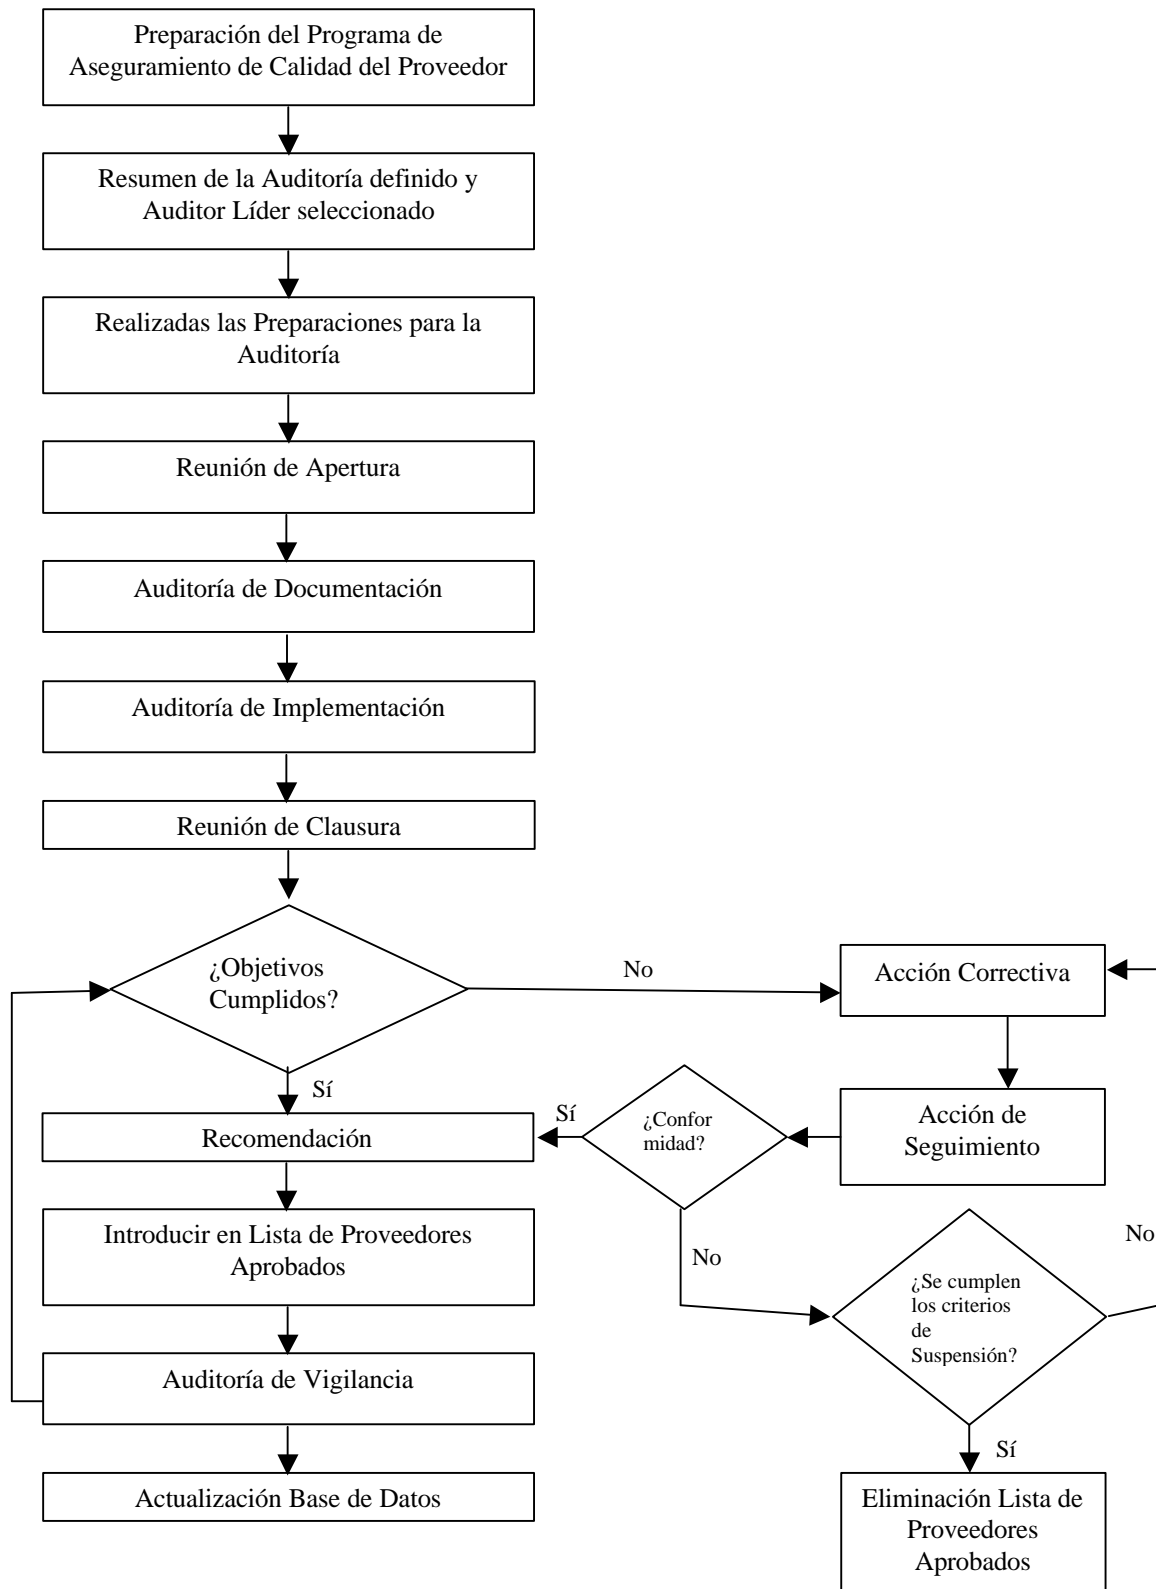 Preparación del Programa de
Aseguramiento de Calidad del Proveedor
Resumen de la Auditoría definido y
Auditor Líder seleccionado
Realizadas las Preparaciones para la
Auditoría
Reunión de Apertura
Auditoría de Documentación
Auditoría de Implementación
Reunión de Clausura
¿Objetivos
Cumplidos?
No
Acción Correctiva
Sí
Recomendación
Sí
¿Confor
midad?
Acción de
Seguimiento
Introducir en Lista de Proveedores
Aprobados
No
¿Se cumplen
los criterios
de
Suspensión?
No
Auditoría de Vigilancia
Sí
Actualización Base de Datos
Eliminación Lista de
Proveedores
Aprobados